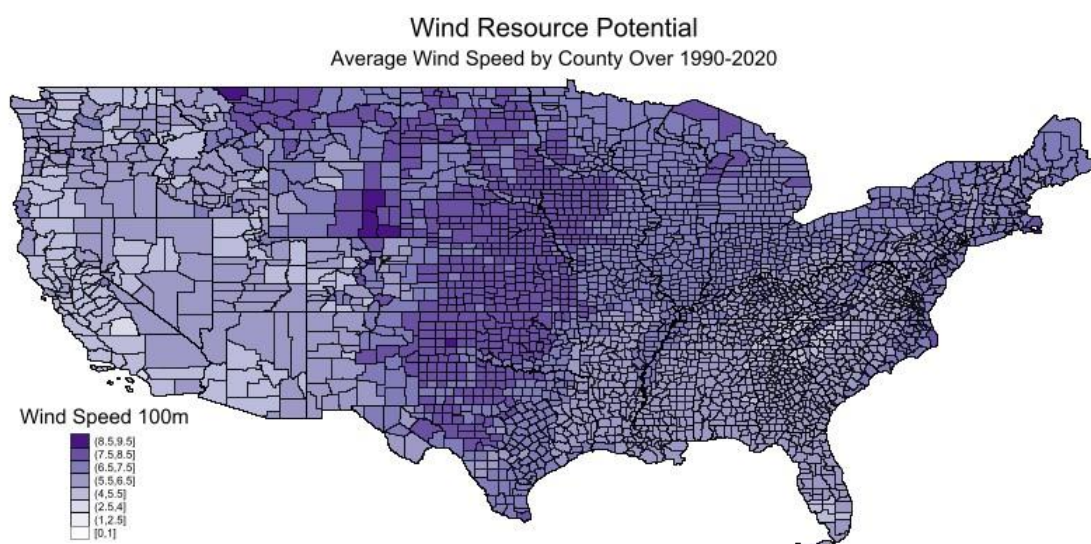 Wind Resource Potential
Average Wind Speed by County Over 1990-2020
Wind Speed 100m
(8.5,9.5]
(7.5,8.5]
(6.5,7.5]
(5.5,6.5]
(4,5.5]
(2.5,4]
(1,2.5]
[0,1]